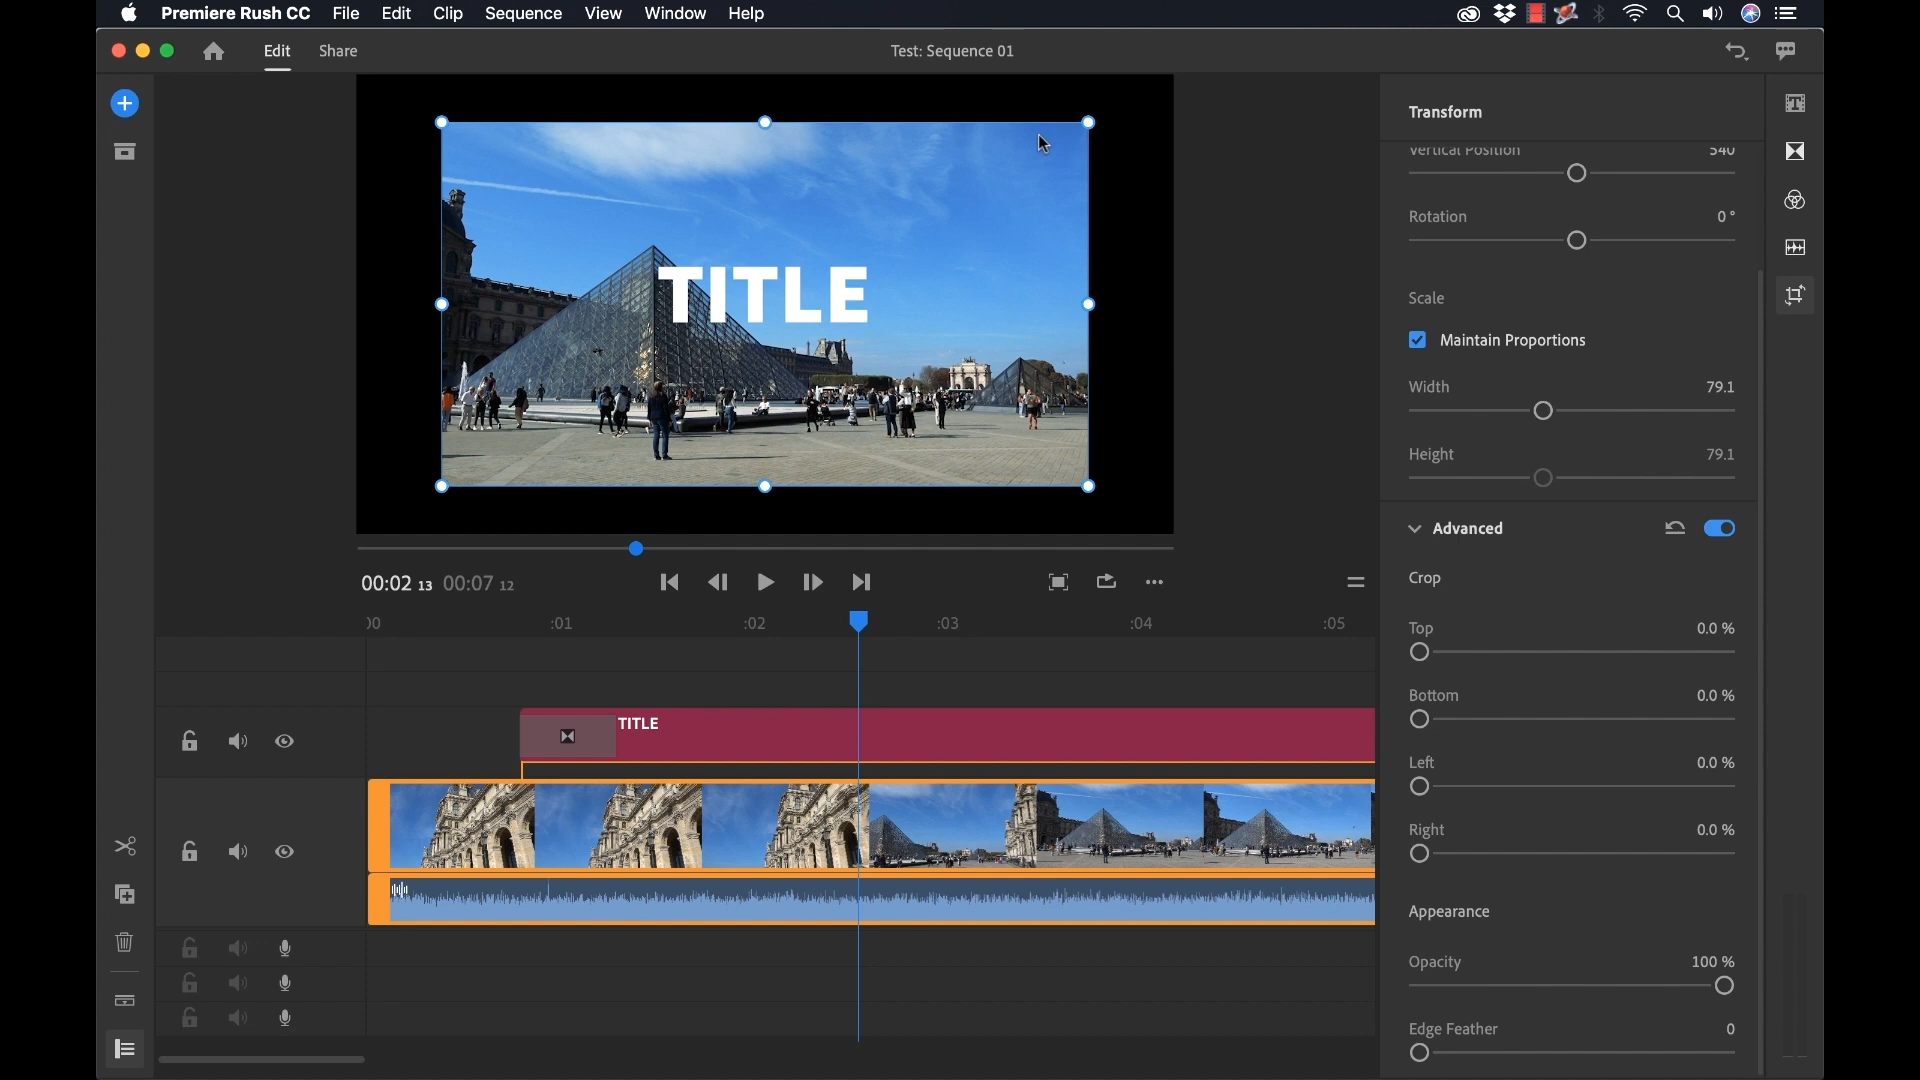 Premiere Rush CC File Edit Clip Sequence View Window Help
Edit Share Test: Sequence 01
Transform
Vertical Position 540
Rotation 0 °
Scale
Maintain Proportions
Width 79.1
Height 79.1
Advanced
Crop
Top 0.0 %
Bottom 0.0 %
Left 0.0 %
Right 0.0 %
Appearance
Opacity 100 %
Edge Feather 0
TITLE
00:02 13 00:07 12
:00 :01 :02 :03 :04 :05
TITLE